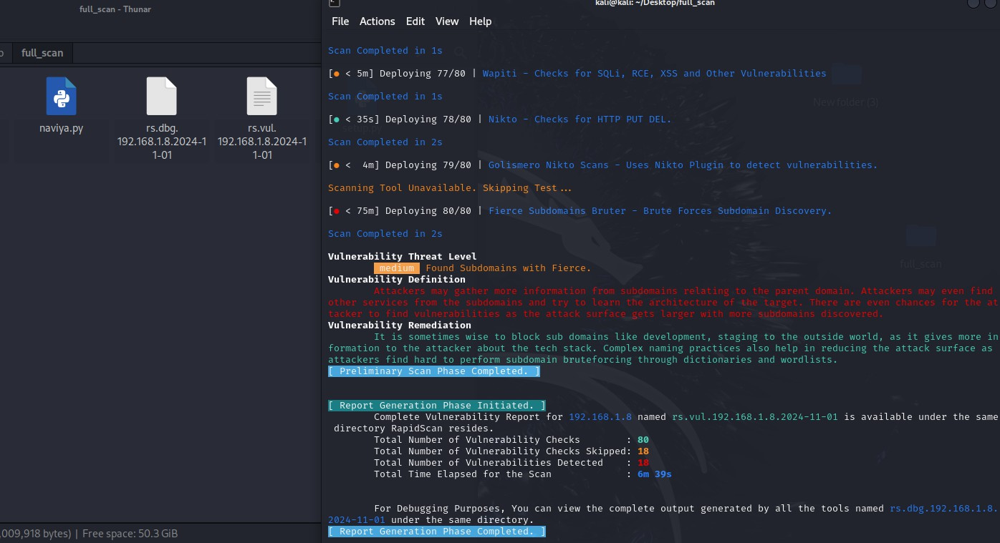 full_scan - Thunar
full_scan
naviya.py
rs.dbg.
192.168.1.8.2024-1
1-01
rs.vul.
192.168.1.8.2024-1
1-01
,009,918 bytes) | Free space: 50.3 GiB
kali@kali: ~/Desktop/full_scan
File Actions Edit View Help
Scan Completed in 1s
[● < 5m] Deploying 77/80 | Wapiti - Checks for SQLi, RCE, XSS and Other Vulnerabilities
Scan Completed in 1s
[● < 35s] Deploying 78/80 | Nikto - Checks for HTTP PUT DEL.
Scan Completed in 2s
[● <  4m] Deploying 79/80 | Golismero Nikto Scans - Uses Nikto Plugin to detect vulnerabilities.
Scanning Tool Unavailable. Skipping Test...
[● < 75m] Deploying 80/80 | Fierce Subdomains Bruter - Brute Forces Subdomain Discovery.
Scan Completed in 2s
Vulnerability Threat Level
medium Found Subdomains with Fierce.
Vulnerability Definition
Attackers may gather more information from subdomains relating to the parent domain. Attackers may even find
other services from the subdomains and try to learn the architecture of the target. There are even chances for the at
tacker to find vulnerabilities as the attack surface gets larger with more subdomains discovered.
Vulnerability Remediation
It is sometimes wise to block sub domains like development, staging to the outside world, as it gives more in
formation to the attacker about the tech stack. Complex naming practices also help in reducing the attack surface as
attackers find hard to perform subdomain bruteforcing through dictionaries and wordlists.
[ Preliminary Scan Phase Completed. ]
[ Report Generation Phase Initiated. ]
Complete Vulnerability Report for 192.168.1.8 named rs.vul.192.168.1.8.2024-11-01 is available under the same
directory RapidScan resides.
Total Number of Vulnerability Checks : 80
Total Number of Vulnerability Checks Skipped: 18
Total Number of Vulnerabilities Detected : 18
Total Time Elapsed for the Scan : 6m 39s
For Debugging Purposes, You can view the complete output generated by all the tools named rs.dbg.192.168.1.8.
2024-11-01 under the same directory.
[ Report Generation Phase Completed. ]
New folder (3)
setup.py
full_scan